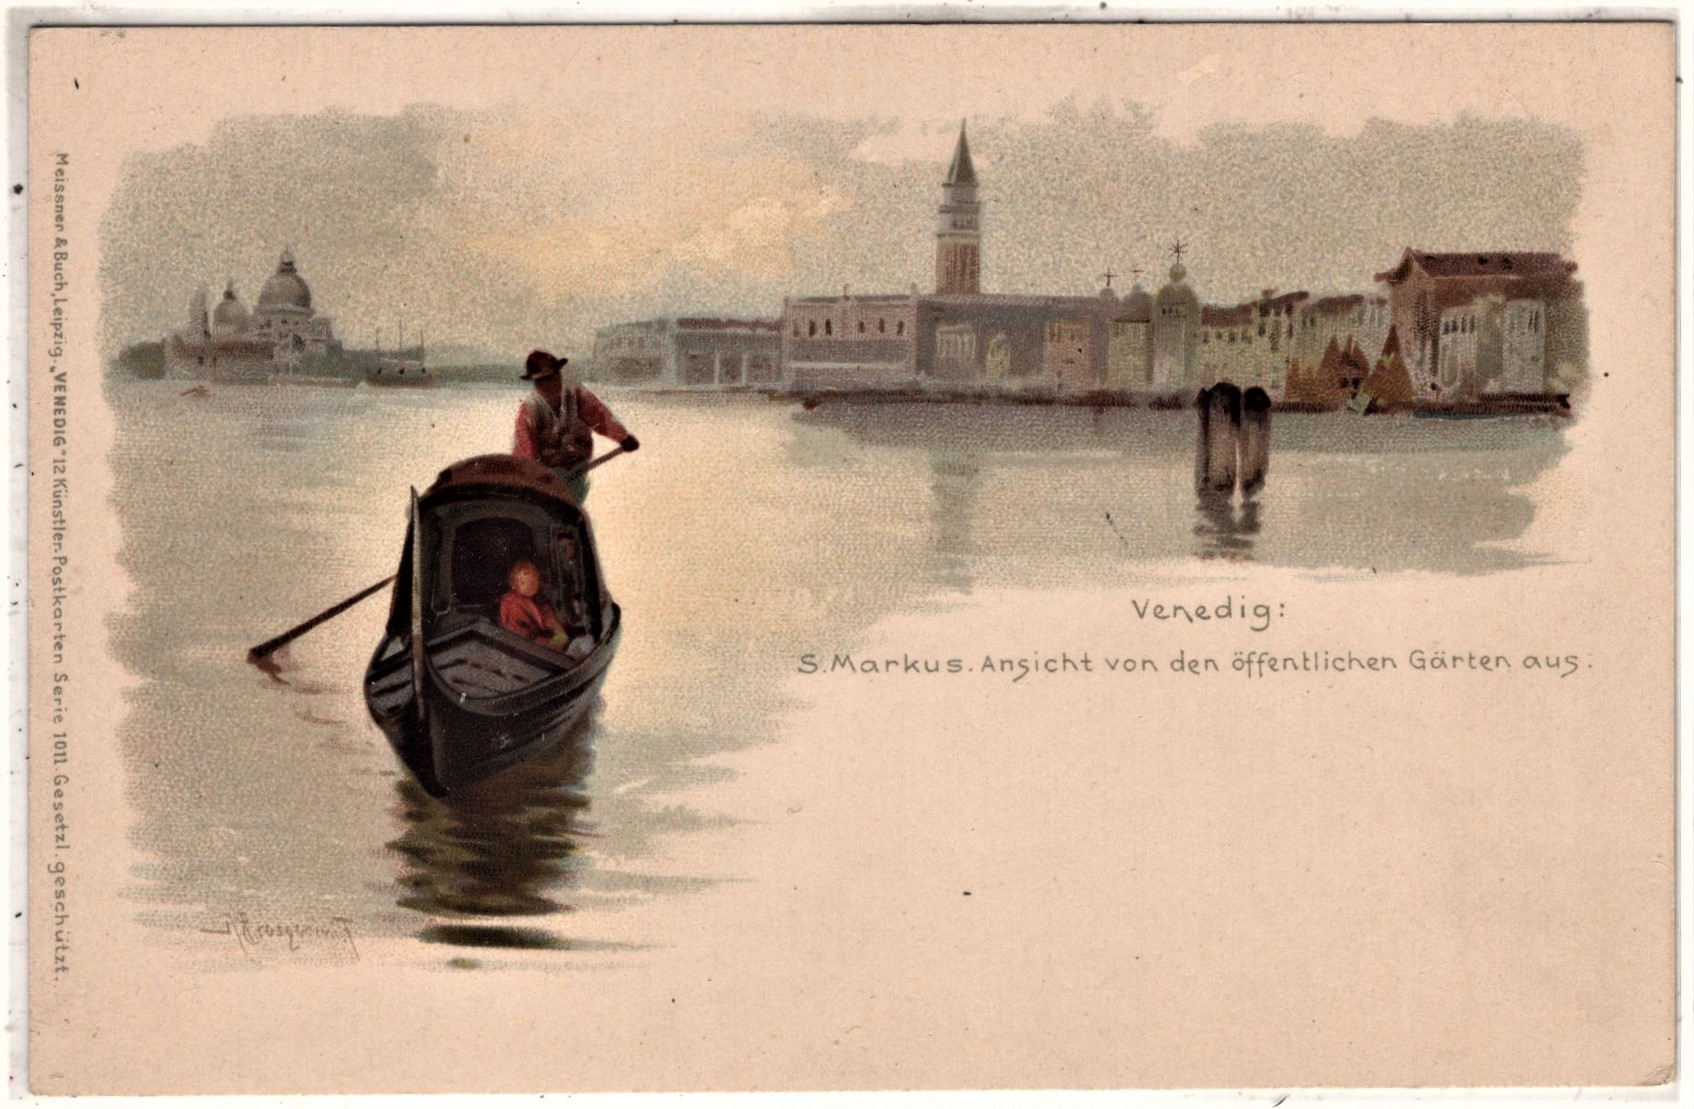 Meissner & Buch, Leipzig. „VENEDIG" 12 Künstler-Postkarten Serie 1011. Gesetzl. geschützt.
Venedig:
S. Markus. Ansicht von den öffentlichen Gärten aus.